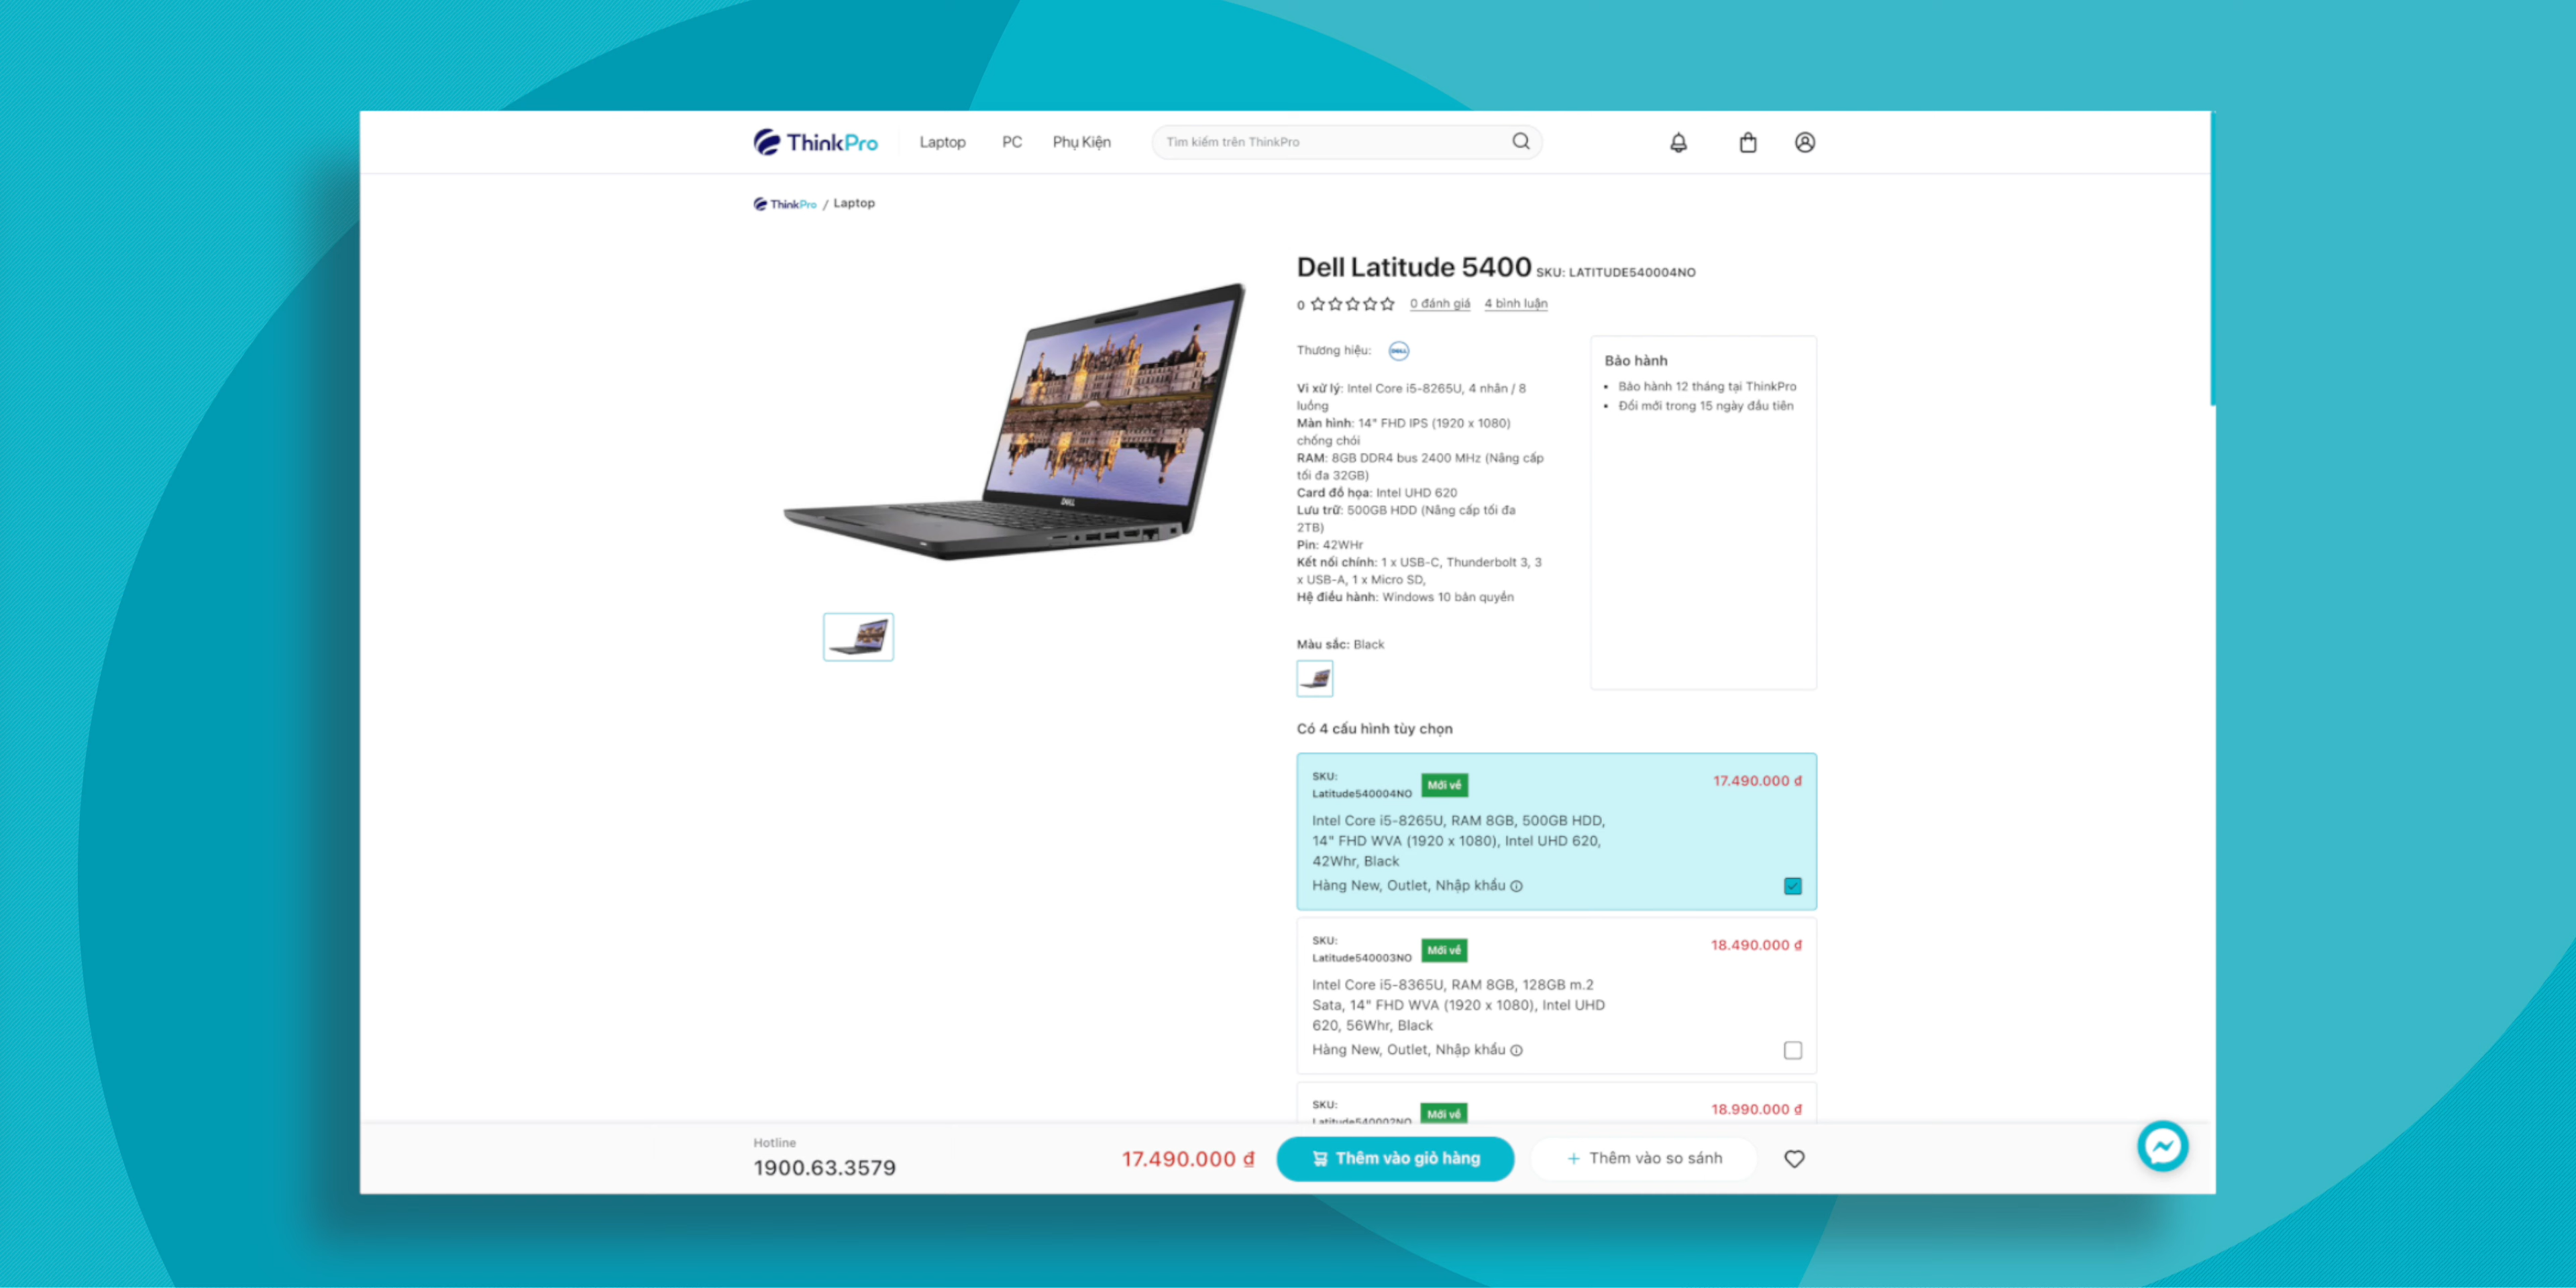 ThinkPro
Laptop
PC
Phụ Kiện
Tìm kiếm trên ThinkPro
ThinkPro / Laptop
Dell Latitude 5400 SKU: LATITUDE540004NO
0
0 đánh giá
4 bình luận
Thương hiệu:
DELL
Vi xử lý: Intel Core i5-8265U, 4 nhân / 8
luồng
Màn hình: 14" FHD IPS (1920 x 1080)
chống chói
RAM: 8GB DDR4 bus 2400 MHz (Nâng cấp
tối đa 32GB)
Card đồ họa: Intel UHD 620
Lưu trữ: 500GB HDD (Nâng cấp tối đa
2TB)
Pin: 42WHr
Kết nối chính: 1 x USB-C, Thunderbolt 3, 3
x USB-A, 1 x Micro SD,
Hệ điều hành: Windows 10 bản quyền
Bảo hành
• Bảo hành 12 tháng tại ThinkPro
• Đổi mới trong 15 ngày đầu tiên
DELL
Màu sắc: Black
Có 4 cấu hình tùy chọn
SKU:
Latitude540004NO
Mới về
17.490.000 ₫
Intel Core i5-8265U, RAM 8GB, 500GB HDD,
14" FHD WVA (1920 x 1080), Intel UHD 620,
42Whr, Black
Hàng New, Outlet, Nhập khẩu
SKU:
Latitude540003NO
Mới về
18.490.000 ₫
Intel Core i5-8365U, RAM 8GB, 128GB m.2
Sata, 14" FHD WVA (1920 x 1080), Intel UHD
620, 56Whr, Black
Hàng New, Outlet, Nhập khẩu
SKU:
Latitude540002NO
Mới về
18.990.000 ₫
Hotline
1900.63.3579
17.490.000 ₫
Thêm vào giỏ hàng
+ Thêm vào so sánh